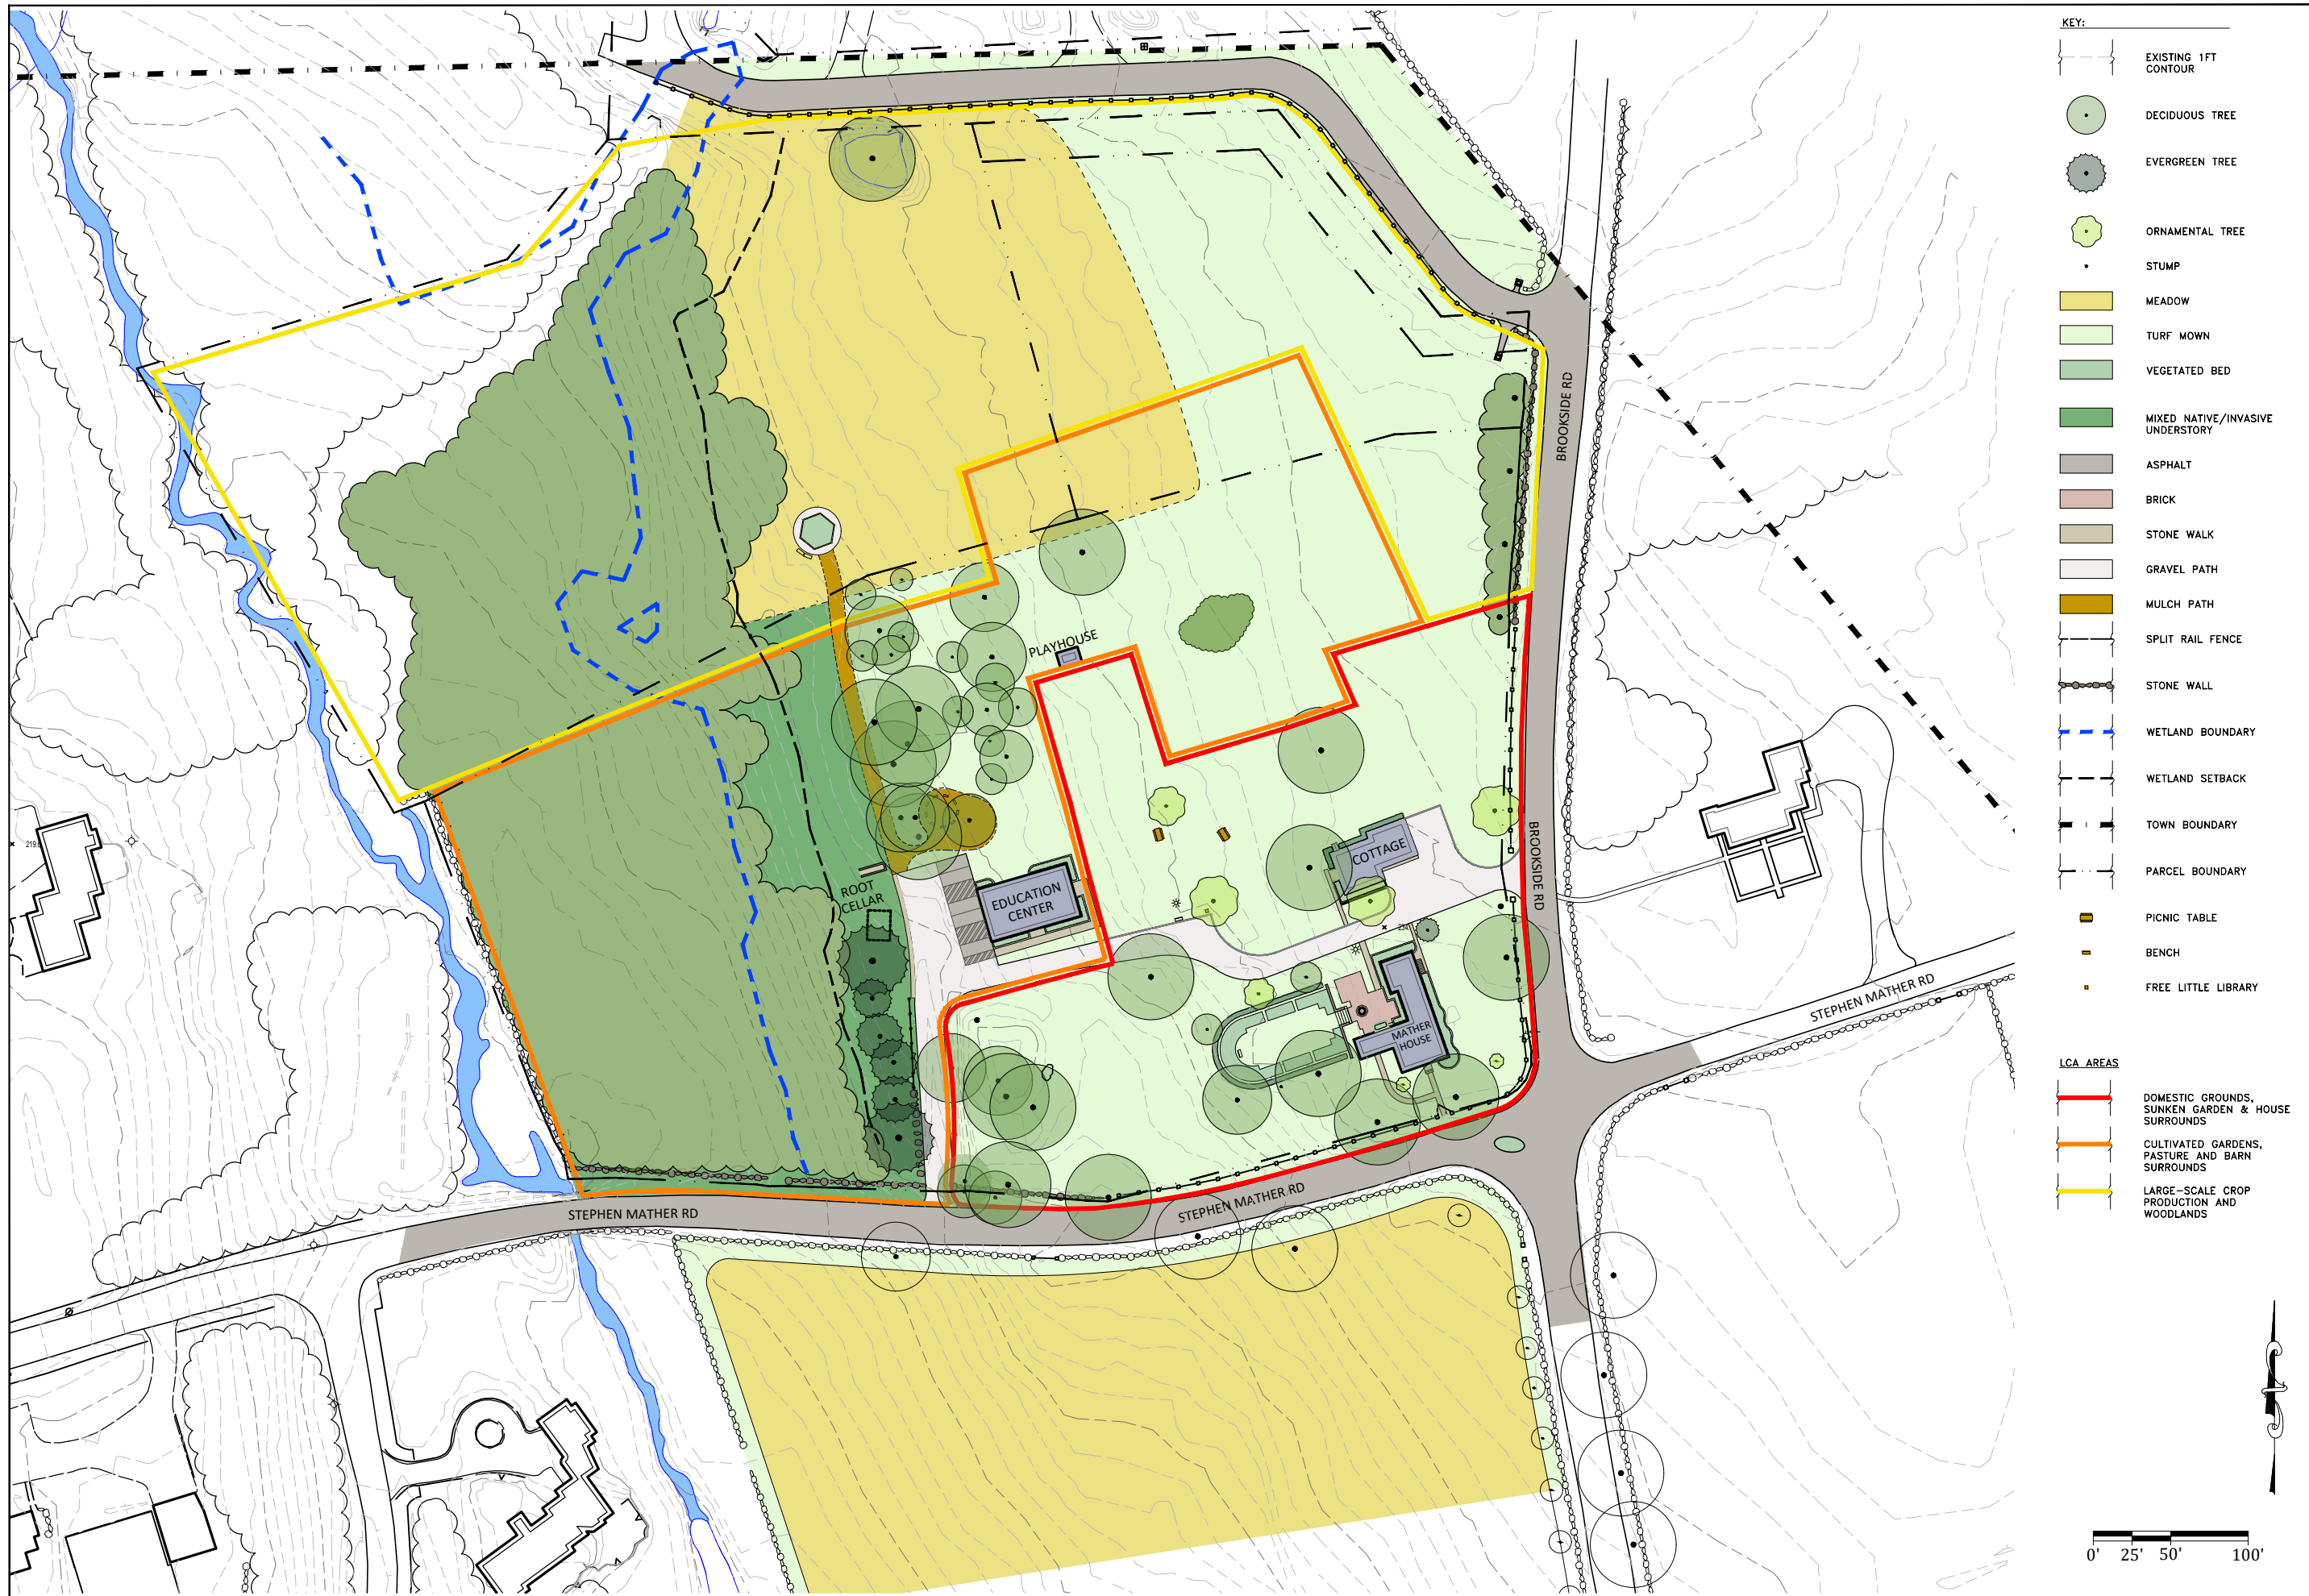 KEY:
EXISTING 1FT
CONTOUR
DECIDUOUS TREE
EVERGREEN TREE
ORNAMENTAL TREE
STUMP
MEADOW
TURF MOWN
VEGETATED BED
MIXED NATIVE/INVASIVE
UNDERSTORY
ASPHALT
BRICK
STONE WALK
GRAVEL PATH
MULCH PATH
SPLIT RAIL FENCE
STONE WALL
WETLAND BOUNDARY
WETLAND SETBACK
TOWN BOUNDARY
PARCEL BOUNDARY
PICNIC TABLE
BENCH
FREE LITTLE LIBRARY
LCA AREAS
DOMESTIC GROUNDS,
SUNKEN GARDEN & HOUSE
SURROUNDS
CULTIVATED GARDENS,
PASTURE AND BARN
SURROUNDS
LARGE-SCALE CROP
PRODUCTION AND
WOODLANDS
0' 25' 50' 100'
BROOKSIDE RD
PLAYHOUSE
BROOKSIDE RD
COTTAGE
ROOT
CELLAR
EDUCATION
CENTER
MATHER
HOUSE
STEPHEN MATHER RD
STEPHEN MATHER RD
STEPHEN MATHER RD